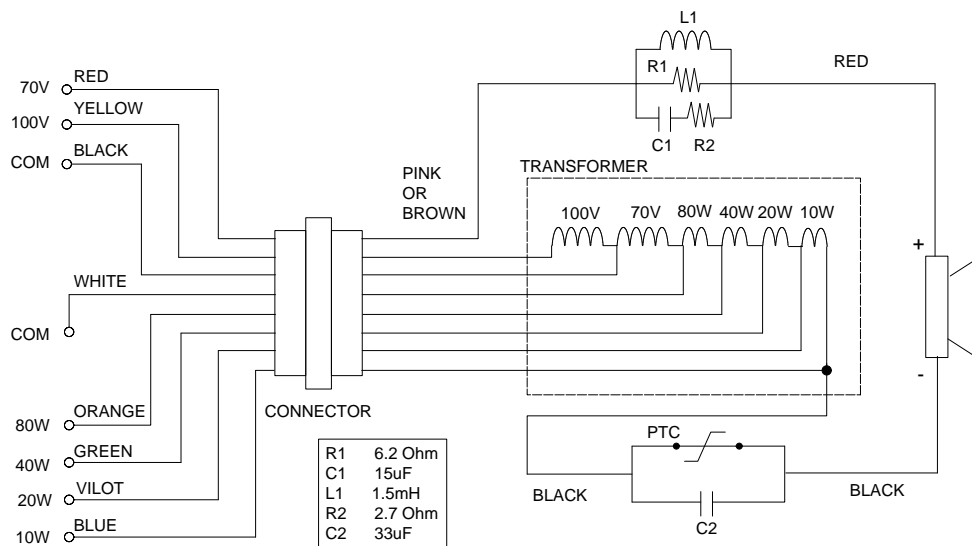 L1
70V RED
R1
RED
100V YELLOW
COM BLACK
C1 R2
PINK
OR
BROWN
TRANSFORMER
100V 70V 80W 40W 20W 10W
+
WHITE
COM
-
CONNECTOR
80W ORANGE
PTC
40W GREEN
R1 6.2 Ohm
C1 15uF
L1 1.5mH
R2 2.7 Ohm
C2 33uF
BLACK
BLACK
20W VILOT
C2
10W BLUE